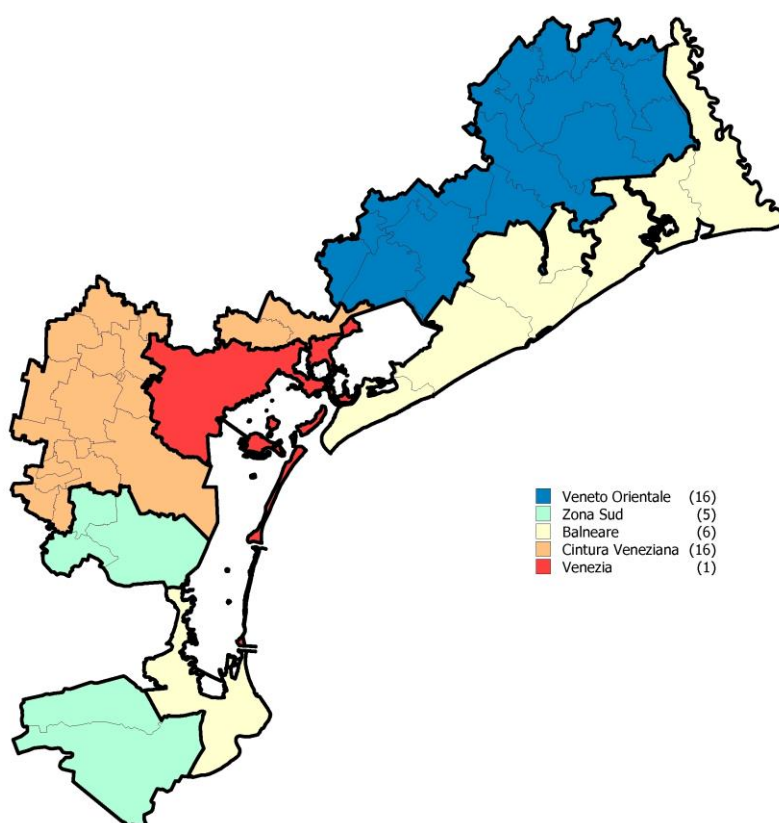 Veneto Orientale (16)
Zona Sud (5)
Balneare (6)
Cintura Veneziana (16)
Venezia (1)